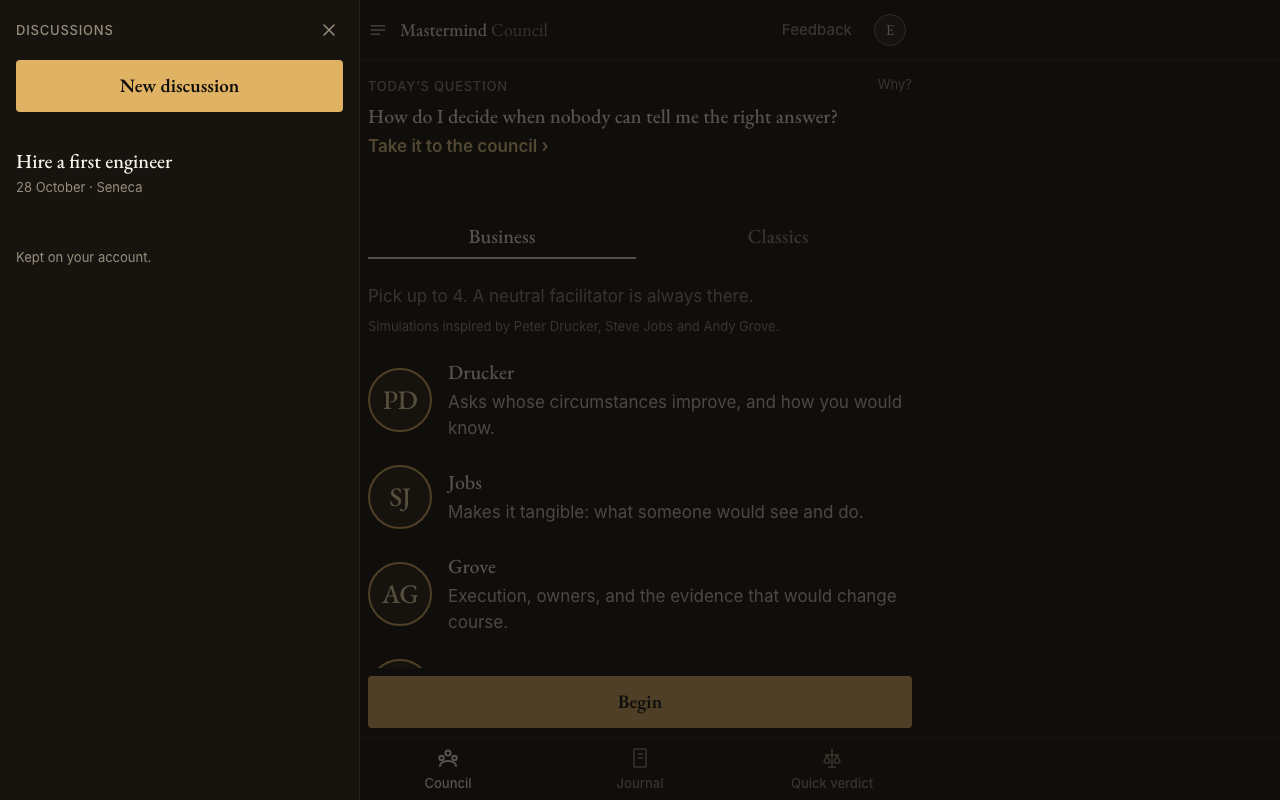 DISCUSSIONS
New discussion
Hire a first engineer
28 October · Seneca
Kept on your account.
Mastermind Council
Feedback
E
TODAY'S QUESTION
Why?
How do I decide when nobody can tell me the right answer?
Take it to the council ›
Business
Classics
Pick up to 4. A neutral facilitator is always there.
Simulations inspired by Peter Drucker, Steve Jobs and Andy Grove.
PD
Drucker
Asks whose circumstances improve, and how you would
know.
SJ
Jobs
Makes it tangible: what someone would see and do.
AG
Grove
Execution, owners, and the evidence that would change
course.
Begin
Council
Journal
Quick verdict